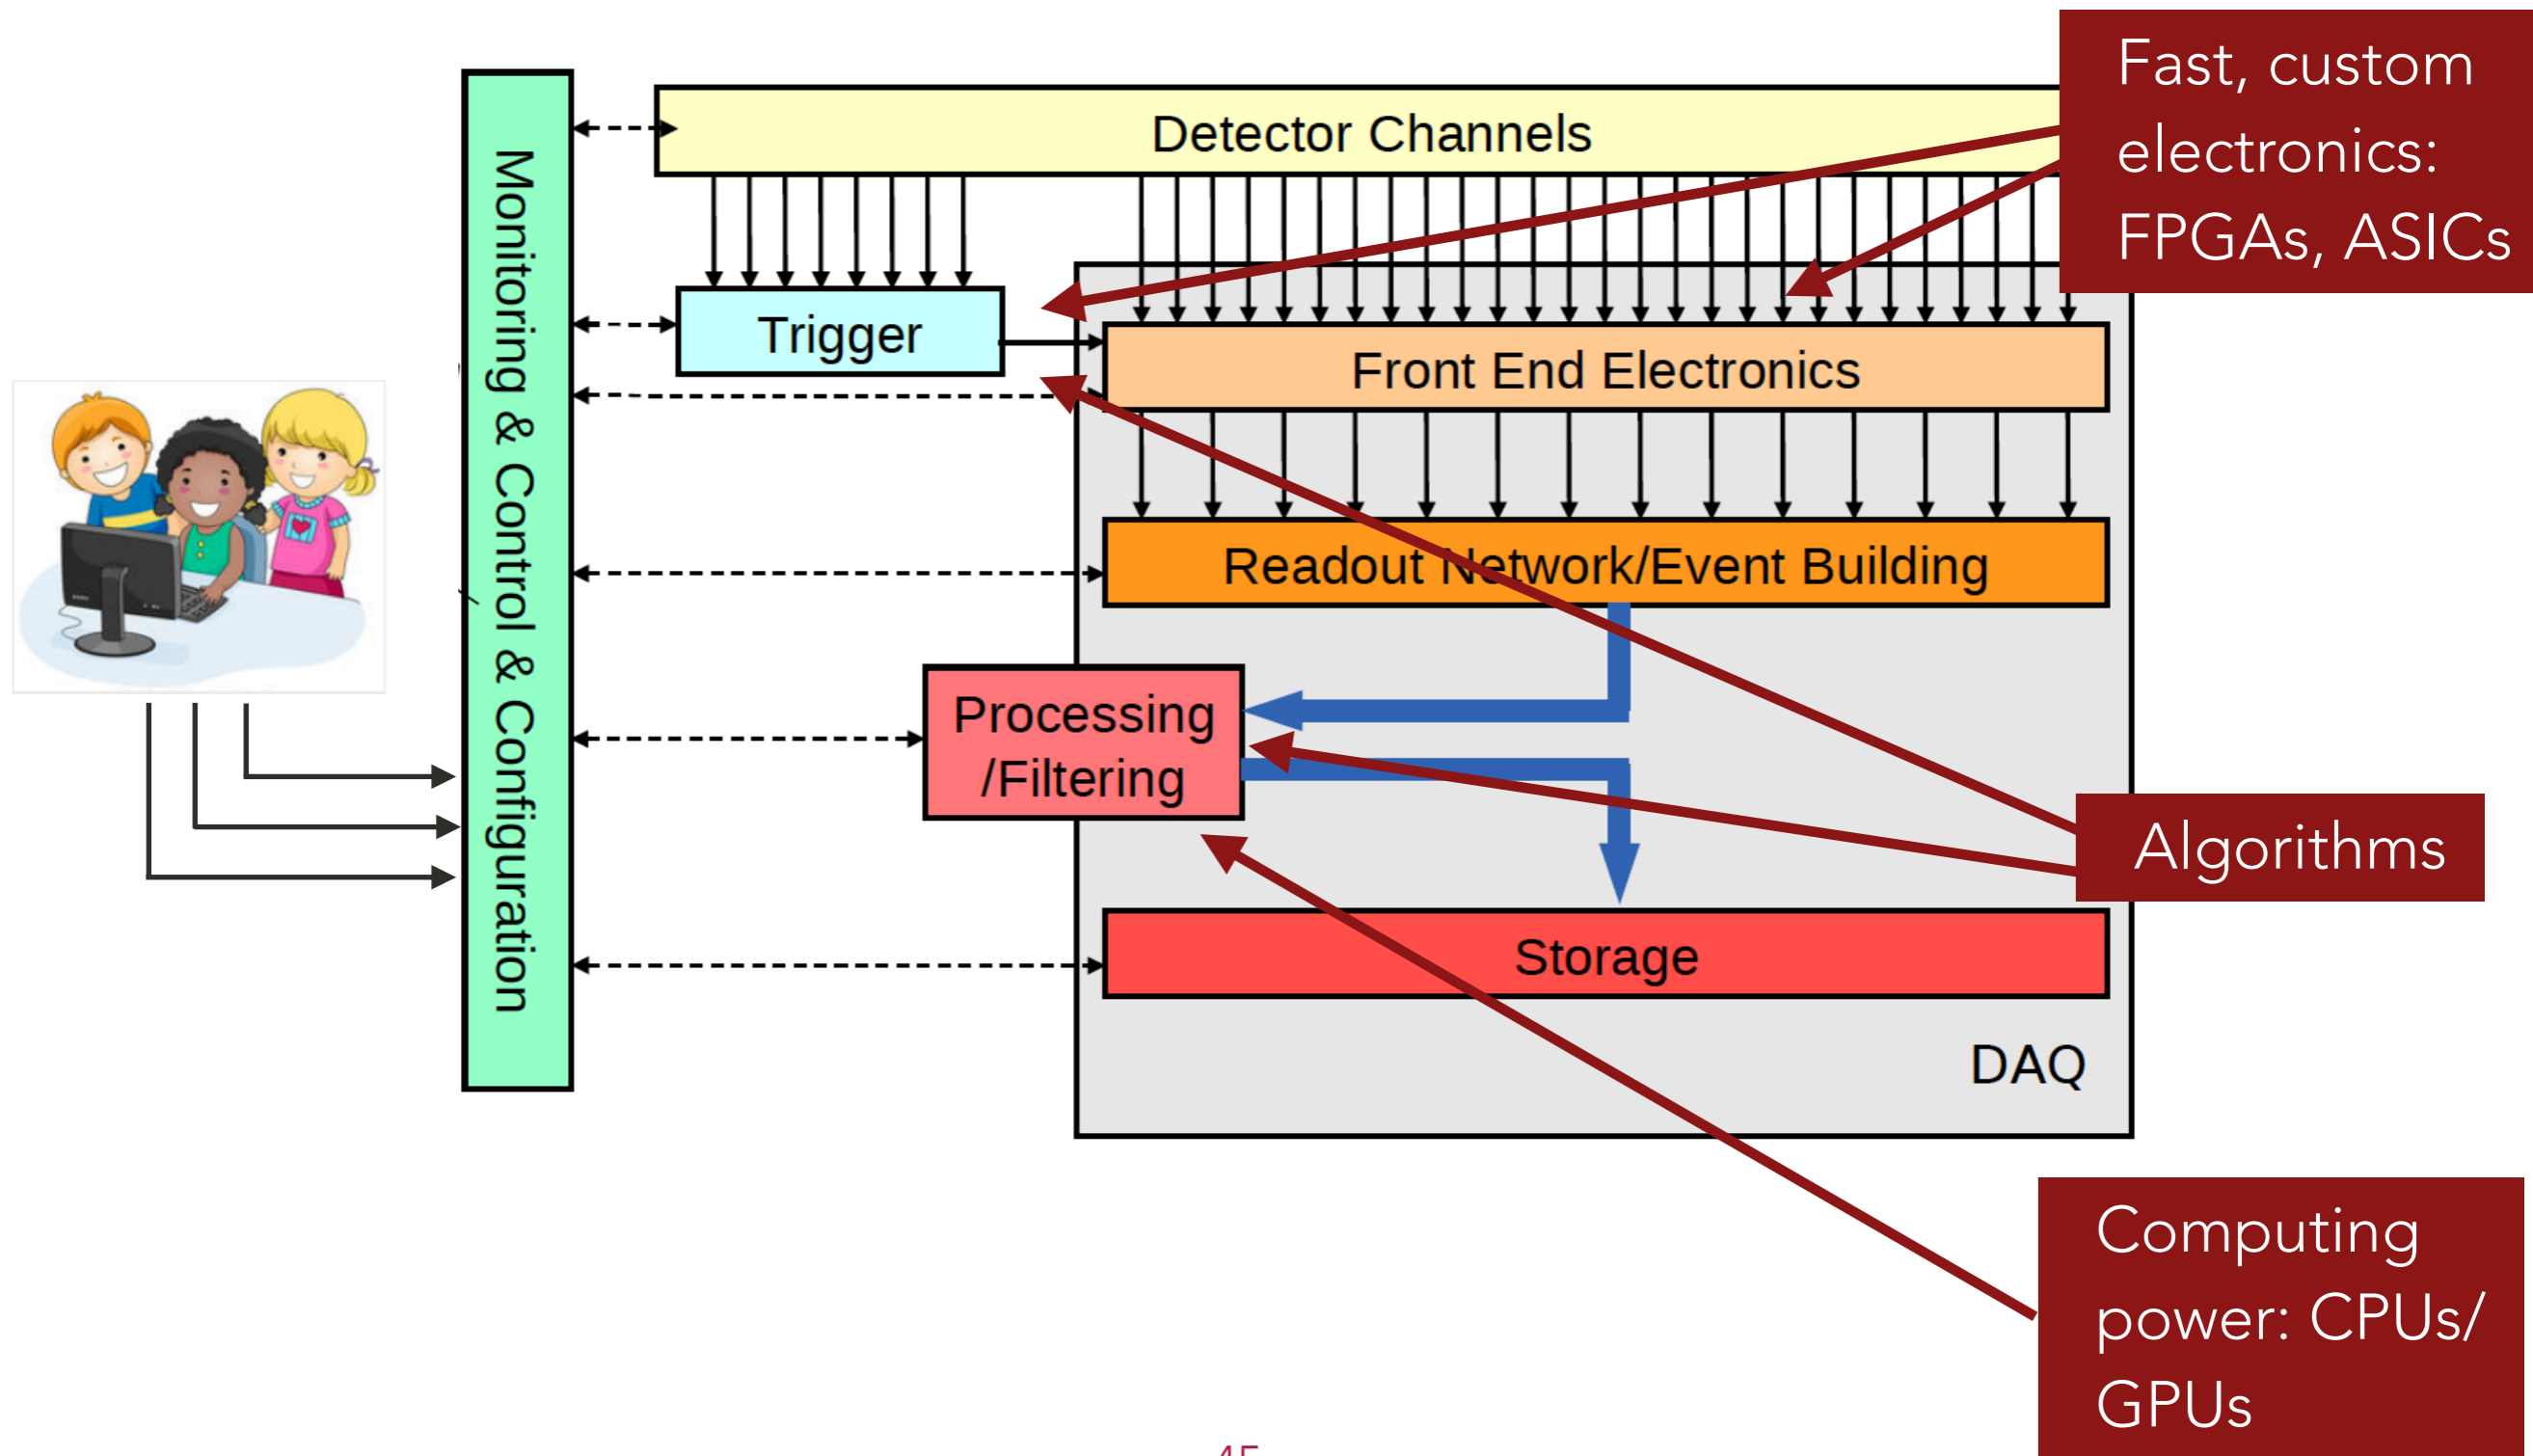 Fast, custom
electronics:
FPGAs, ASICs
Detector Channels
Monitoring & Control & Configuration
Trigger
Front End Electronics
Readout Network/Event Building
Processing
/Filtering
Algorithms
Storage
DAQ
Computing
power: CPUs/
GPUs
45